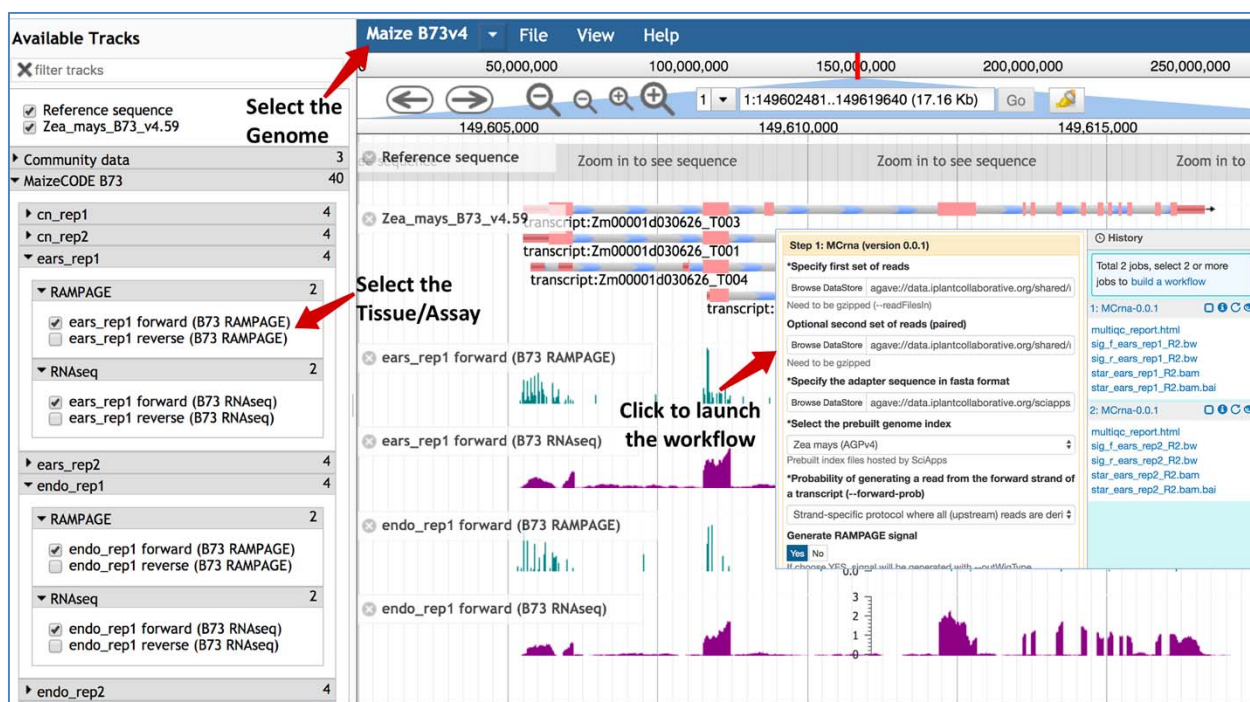 Available Tracks
filter tracks
Reference sequence
Zea_mays_B73_v4.59
Community data 3
MaizeCODE B73 40
cn_rep1 4
cn_rep2 4
ears_rep1 4
RAMPAGE 2
ears_rep1 forward (B73 RAMPAGE)
ears_rep1 reverse (B73 RAMPAGE)
RNAseq 2
ears_rep1 forward (B73 RNAseq)
ears_rep1 reverse (B73 RNAseq)
ears_rep2 4
endo_rep1 4
RAMPAGE 2
endo_rep1 forward (B73 RAMPAGE)
endo_rep1 reverse (B73 RAMPAGE)
RNAseq 2
endo_rep1 forward (B73 RNAseq)
endo_rep1 reverse (B73 RNAseq)
endo_rep2 4
Select the
Genome
Select the
Tissue/Assay
Maize B73v4 File View Help
0 50,000,000 100,000,000 150,000,000 200,000,000 250,000,000
1 1:149602481..149619640 (17.16 Kb) Go
149,605,000 149,610,000 149,615,000
Reference sequence Zoom in to see sequence Zoom in to see sequence Zoom in to
Zea_mays_B73_v4.59
transcript:Zm00001d030626_T003
transcript:Zm00001d030626_T001
transcript:Zm00001d030626_T004
transcript:
ears_rep1 forward (B73 RAMPAGE)
Click to launch
the workflow
ears_rep1 forward (B73 RNAseq)
endo_rep1 forward (B73 RAMPAGE)
0.0
endo_rep1 forward (B73 RNAseq)
3
2
1
0
Step 1: MCrna (version 0.0.1)
*Specify first set of reads
Browse DataStore agave://data.iplantcollaborative.org/shared/
Need to be gzipped (--readFilesIn)
Optional second set of reads (paired)
Browse DataStore agave://data.iplantcollaborative.org/shared/
Need to be gzipped
*Specify the adapter sequence in fasta format
Browse DataStore agave://data.iplantcollaborative.org/sciapps
*Select the prebuilt genome index
Zea mays (AGPv4)
Prebuilt index files hosted by SciApps
*Probability of generating a read from the forward strand of
a transcript (--forward-prob)
Strand-specific protocol where all (upstream) reads are deri
Generate RAMPAGE signal
Yes No
If choose YES, signal will be generated with --outWigType
History
Total 2 jobs, select 2 or more
jobs to build a workflow
1: MCrna-0.0.1
multiqc_report.html
sig_f_ears_rep1_R2.bw
sig_r_ears_rep1_R2.bw
star_ears_rep1_R2.bam
star_ears_rep1_R2.bam.bai
2: MCrna-0.0.1
multiqc_report.html
sig_f_ears_rep2_R2.bw
sig_r_ears_rep2_R2.bw
star_ears_rep2_R2.bam
star_ears_rep2_R2.bam.bai